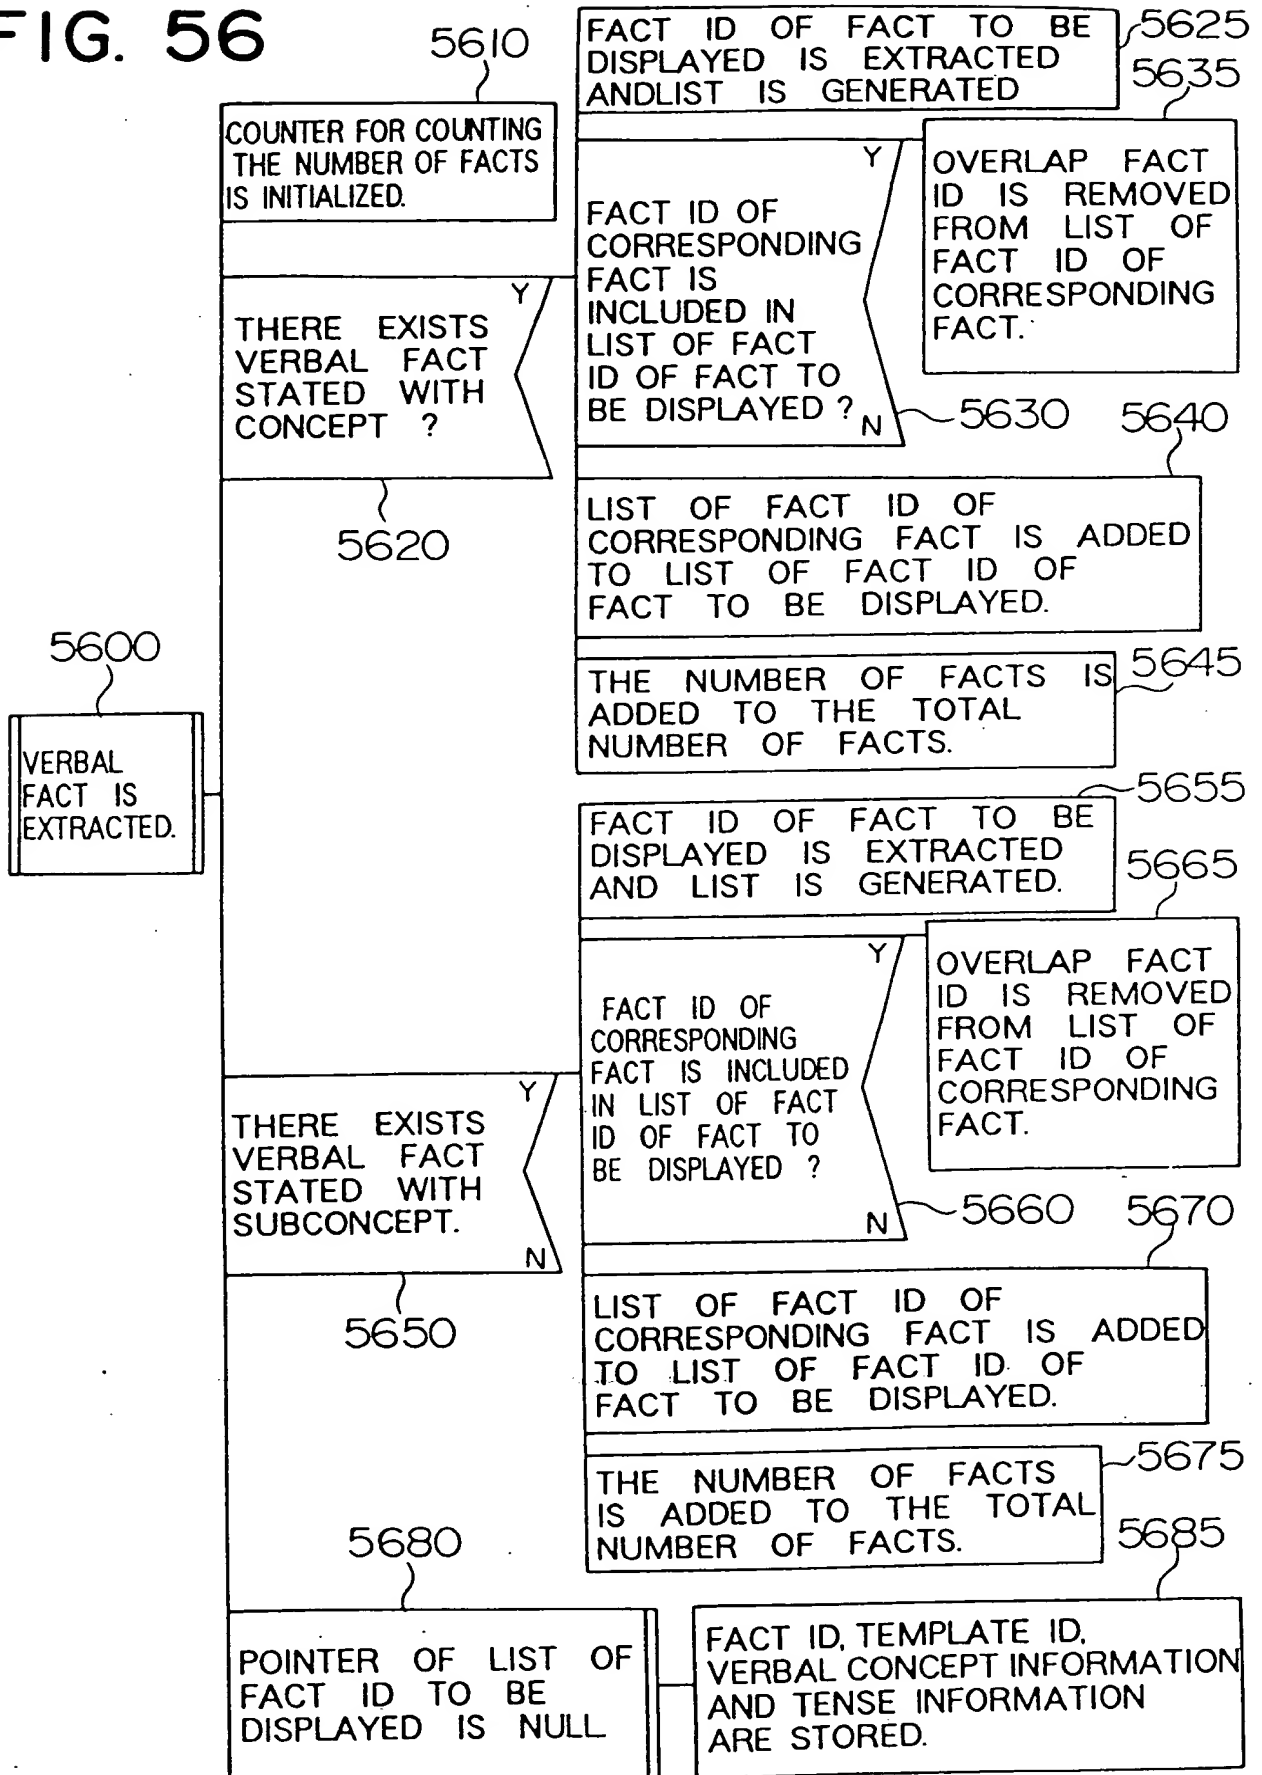 FIG. 56
5610
COUNTER FOR COUNTING
THE NUMBER OF FACTS
IS INITIALIZED.
Y
THERE EXISTS
VERBAL FACT
STATED WITH
CONCEPT ?
5620
5600
VERBAL
FACT IS
EXTRACTED.
FACT ID OF FACT TO BE
DISPLAYED IS EXTRACTED
ANDLIST IS GENERATED
5625
5635
Y
FACT ID OF
CORRESPONDING
FACT IS
INCLUDED IN
LIST OF FACT
ID OF FACT TO
BE DISPLAYED ?
N
5630
OVERLAP FACT
ID IS REMOVED
FROM LIST OF
FACT ID OF
CORRESPONDING
FACT.
5640
LIST OF FACT ID OF
CORRESPONDING FACT IS ADDED
TO LIST OF FACT ID OF
FACT TO BE DISPLAYED.
THE NUMBER OF FACTS IS
ADDED TO THE TOTAL
NUMBER OF FACTS.
5645
5655
FACT ID OF FACT TO BE
DISPLAYED IS EXTRACTED
AND LIST IS GENERATED.
5665
Y
THERE EXISTS
VERBAL FACT
STATED WITH
SUBCONCEPT.
N
5650
Y
FACT ID OF
CORRESPONDING
FACT IS INCLUDED
IN LIST OF FACT
ID OF FACT TO
BE DISPLAYED ?
N
5660
OVERLAP FACT
ID IS REMOVED
FROM LIST OF
FACT ID OF
CORRESPONDING
FACT.
5670
LIST OF FACT ID OF
CORRESPONDING FACT IS ADDED
TO LIST OF FACT ID OF
FACT TO BE DISPLAYED.
THE NUMBER OF FACTS
IS ADDED TO THE TOTAL
NUMBER OF FACTS.
5675
5680
POINTER OF LIST OF
FACT ID TO BE
DISPLAYED IS NULL
5685
FACT ID, TEMPLATE ID,
VERBAL CONCEPT INFORMATION
AND TENSE INFORMATION
ARE STORED.